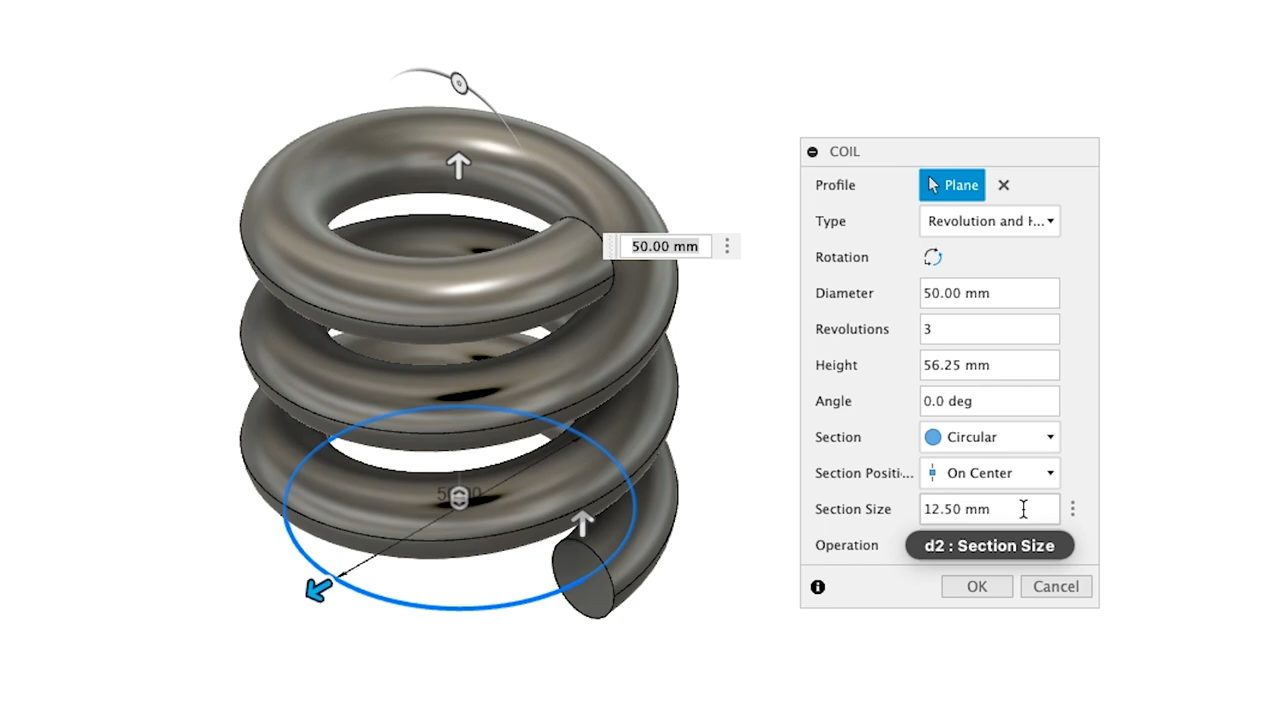 50.00 mm
50.00
COIL
Profile Plane
Type Revolution and H...
Rotation
Diameter 50.00 mm
Revolutions 3
Height 56.25 mm
Angle 0.0 deg
Section Circular
Section Positi... On Center
Section Size 12.50 mm
Operation d2 : Section Size
OK Cancel